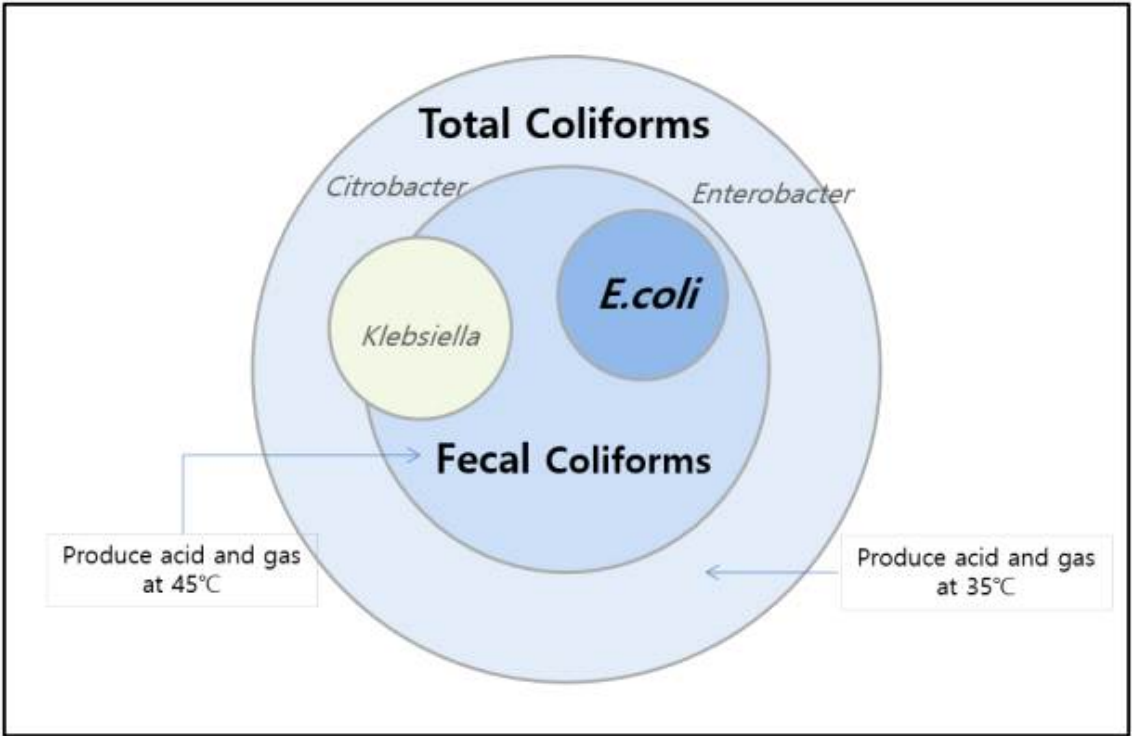 Total Coliforms
Citrobacter
Enterobacter
E.coli
Klebsiella
Fecal Coliforms
Produce acid and gas
at 45℃
Produce acid and gas
at 35℃